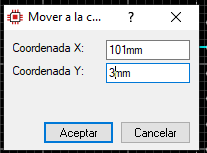 Mover a la c...
Coordenada X: 101mm
Coordenada Y: 3mm
Aceptar Cancelar